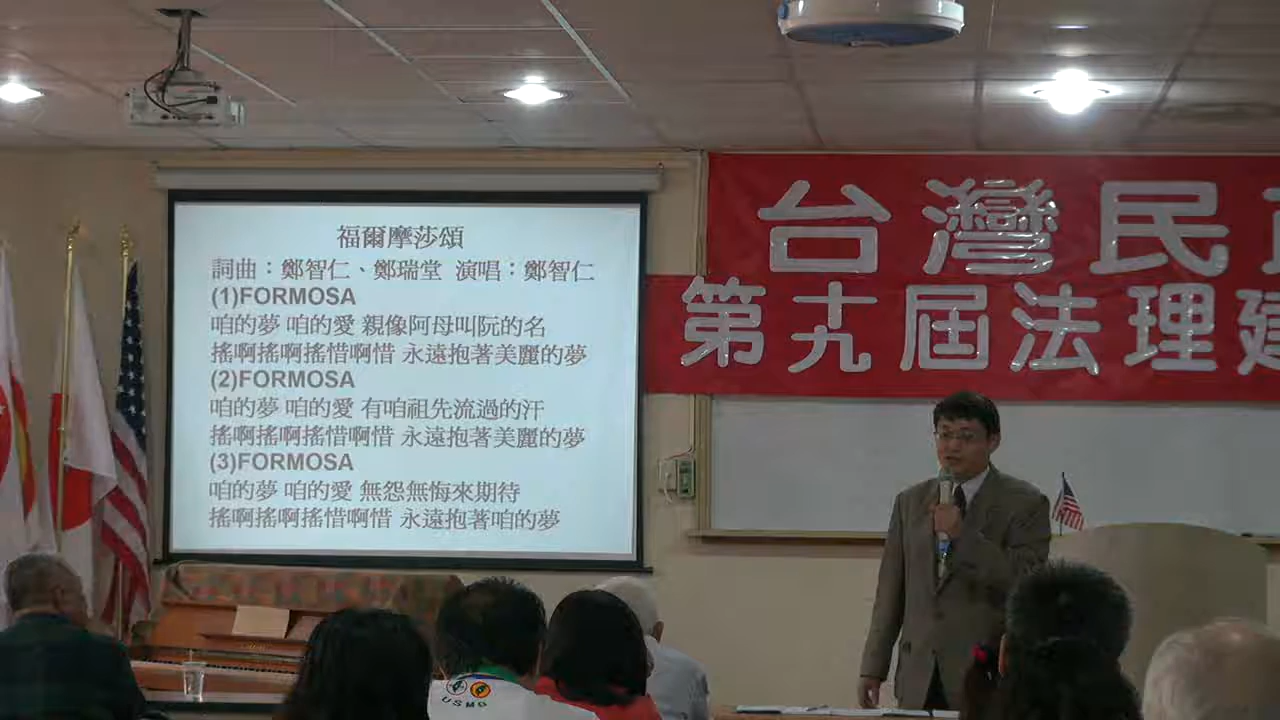 福爾摩莎頌
詞曲：鄭智仁、鄭瑞堂 演唱：鄭智仁
(1)FORMOSA
咱的夢 咱的愛 親像阿母叫阮的名
搖啊搖啊搖惜啊惜 永遠抱著美麗的夢
(2)FORMOSA
咱的夢 咱的愛 有咱祖先流過的汗
搖啊搖啊搖惜啊惜 永遠抱著美麗的夢
(3)FORMOSA
咱的夢 咱的愛 無怨無悔來期待
搖啊搖啊搖惜啊惜 永遠抱著咱的夢
台灣民
第十九屆法理建
USMG